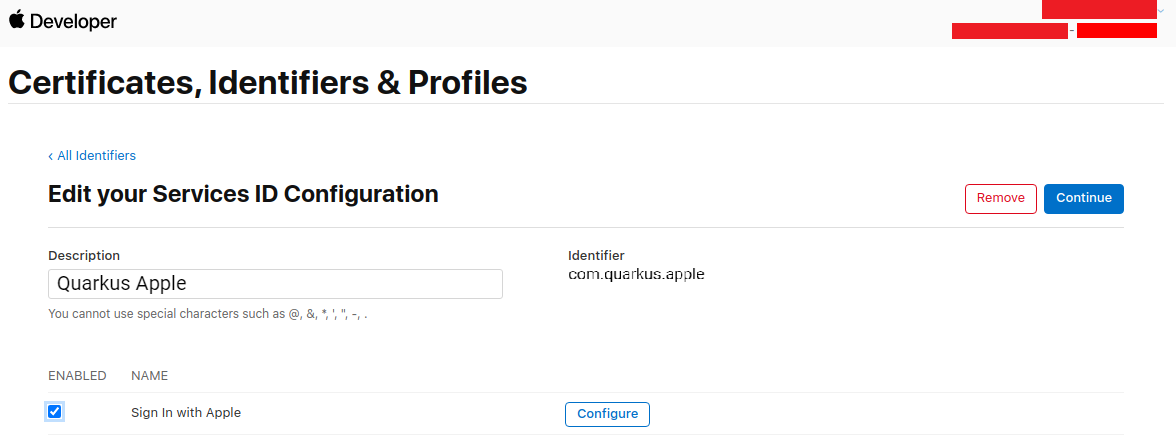 Developer
-
Certificates, Identifiers & Profiles
‹ All Identifiers
Edit your Services ID Configuration
Remove Continue
Description Identifier
Quarkus Apple com.quarkus.apple
You cannot use special characters such as @, &, *, ', ", -, .
ENABLED NAME
Sign In with Apple Configure